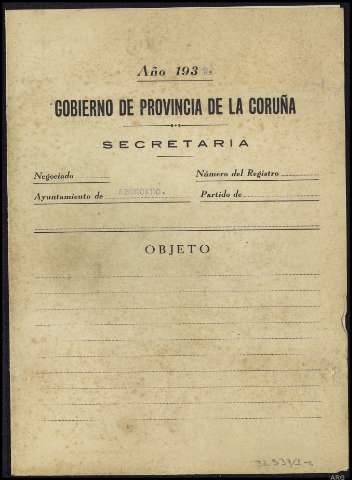 Año 193
GOBIERNO DE PROVINCIA DE LA CORUÑA
SECRETARIA
Negociado
Número del Registro
Ayuntamiento de ABEGONDO.
Partido de
OBJETO
ARG